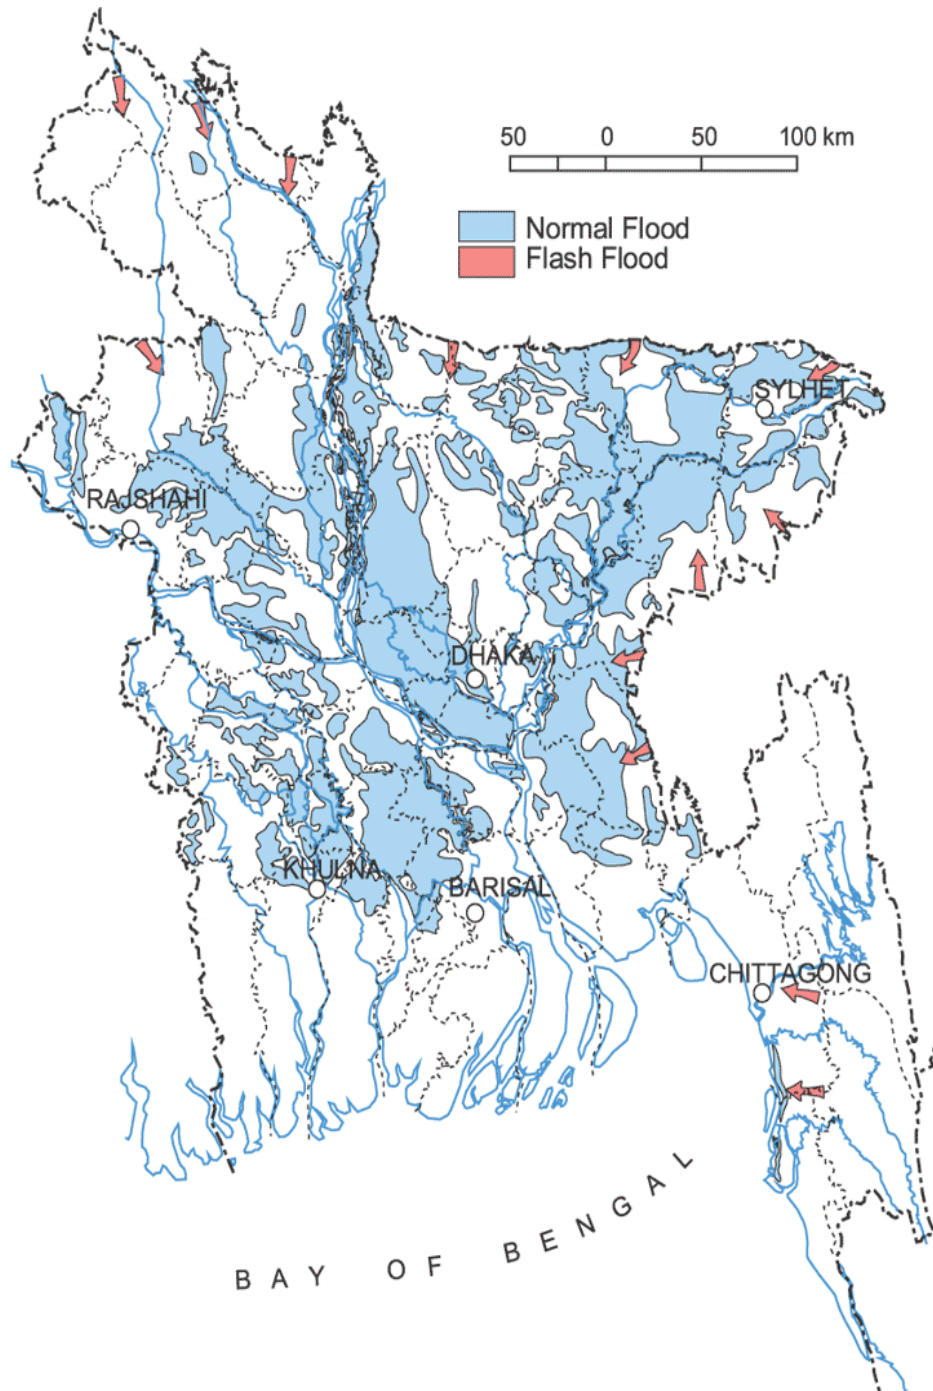 50 0 50 100 km
Normal Flood
Flash Flood
SYLHET
RAJSHAHI
DHAKA
KHULNA
BARISAL
CHITTAGONG
BAY OF BENGAL